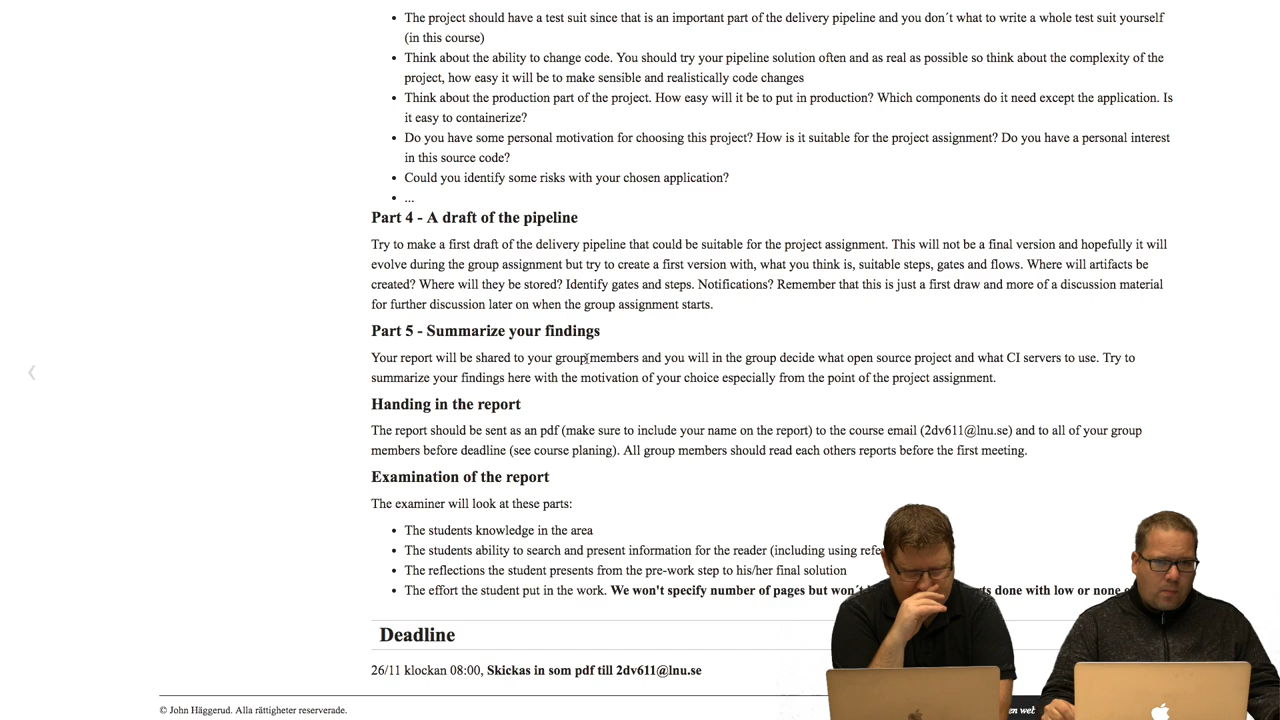 • The project should have a test suit since that is an important part of the delivery pipeline and you don´t what to write a whole test suit yourself
(in this course)
• Think about the ability to change code. You should try your pipeline solution often and as real as possible so think about the complexity of the
project, how easy it will be to make sensible and realistically code changes
• Think about the production part of the project. How easy will it be to put in production? Which components do it need except the application. Is
it easy to containerize?
• Do you have some personal motivation for choosing this project? How is it suitable for the project assignment? Do you have a personal interest
in this source code?
• Could you identify some risks with your chosen application?
• ...
Part 4 - A draft of the pipeline
Try to make a first draft of the delivery pipeline that could be suitable for the project assignment. This will not be a final version and hopefully it will
evolve during the group assignment but try to create a first version with, what you think is, suitable steps, gates and flows. Where will artifacts be
created? Where will they be stored? Identify gates and steps. Notifications? Remember that this is just a first draw and more of a discussion material
for further discussion later on when the group assignment starts.
Part 5 - Summarize your findings
Your report will be shared to your group members and you will in the group decide what open source project and what CI servers to use. Try to
summarize your findings here with the motivation of your choice especially from the point of the project assignment.
Handing in the report
The report should be sent as an pdf (make sure to include your name on the report) to the course email (2dv611@lnu.se) and to all of your group
members before deadline (see course planing). All group members should read each others reports before the first meeting.
Examination of the report
The examiner will look at these parts:
• The students knowledge in the area
• The students ability to search and present information for the reader (including using
• The reflections the student presents from the pre-work step to his/her final solution
• The effort the student put in the work. We won't specify number of pages but done with low or none
Deadline
26/11 klockan 08:00, Skickas in som pdf till 2dv611@lnu.se
© John Häggerud. Alla rättigheter reserverade.
en web